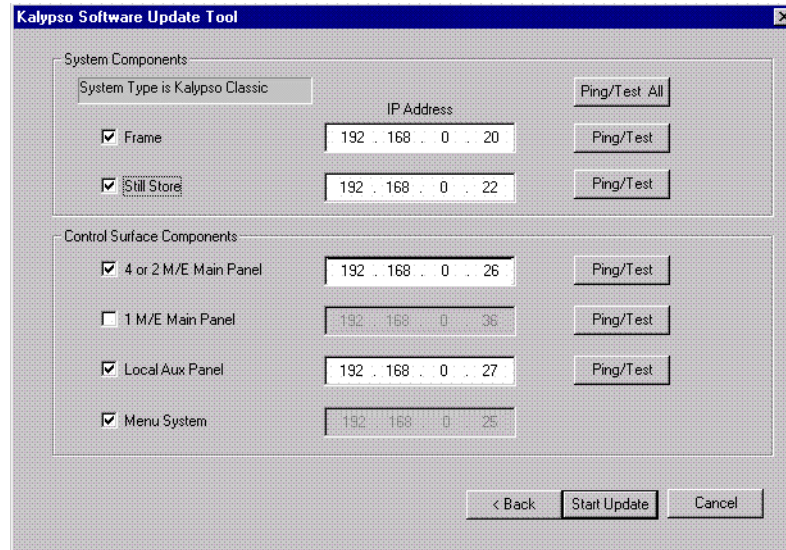 Kalypso Software Update Tool
System Components
System Type is Kalypso Classic
Ping/Test All
IP Address
Frame 192 . 168 . 0 . 20 Ping/Test
Still Store 192 . 168 . 0 . 22 Ping/Test
Control Surface Components
4 or 2 M/E Main Panel 192 . 168 . 0 . 26 Ping/Test
1 M/E Main Panel 192 . 168 . 0 . 36 Ping/Test
Local Aux Panel 192 . 168 . 0 . 27 Ping/Test
Menu System 192 . 168 . 0 . 25
< Back Start Update Cancel